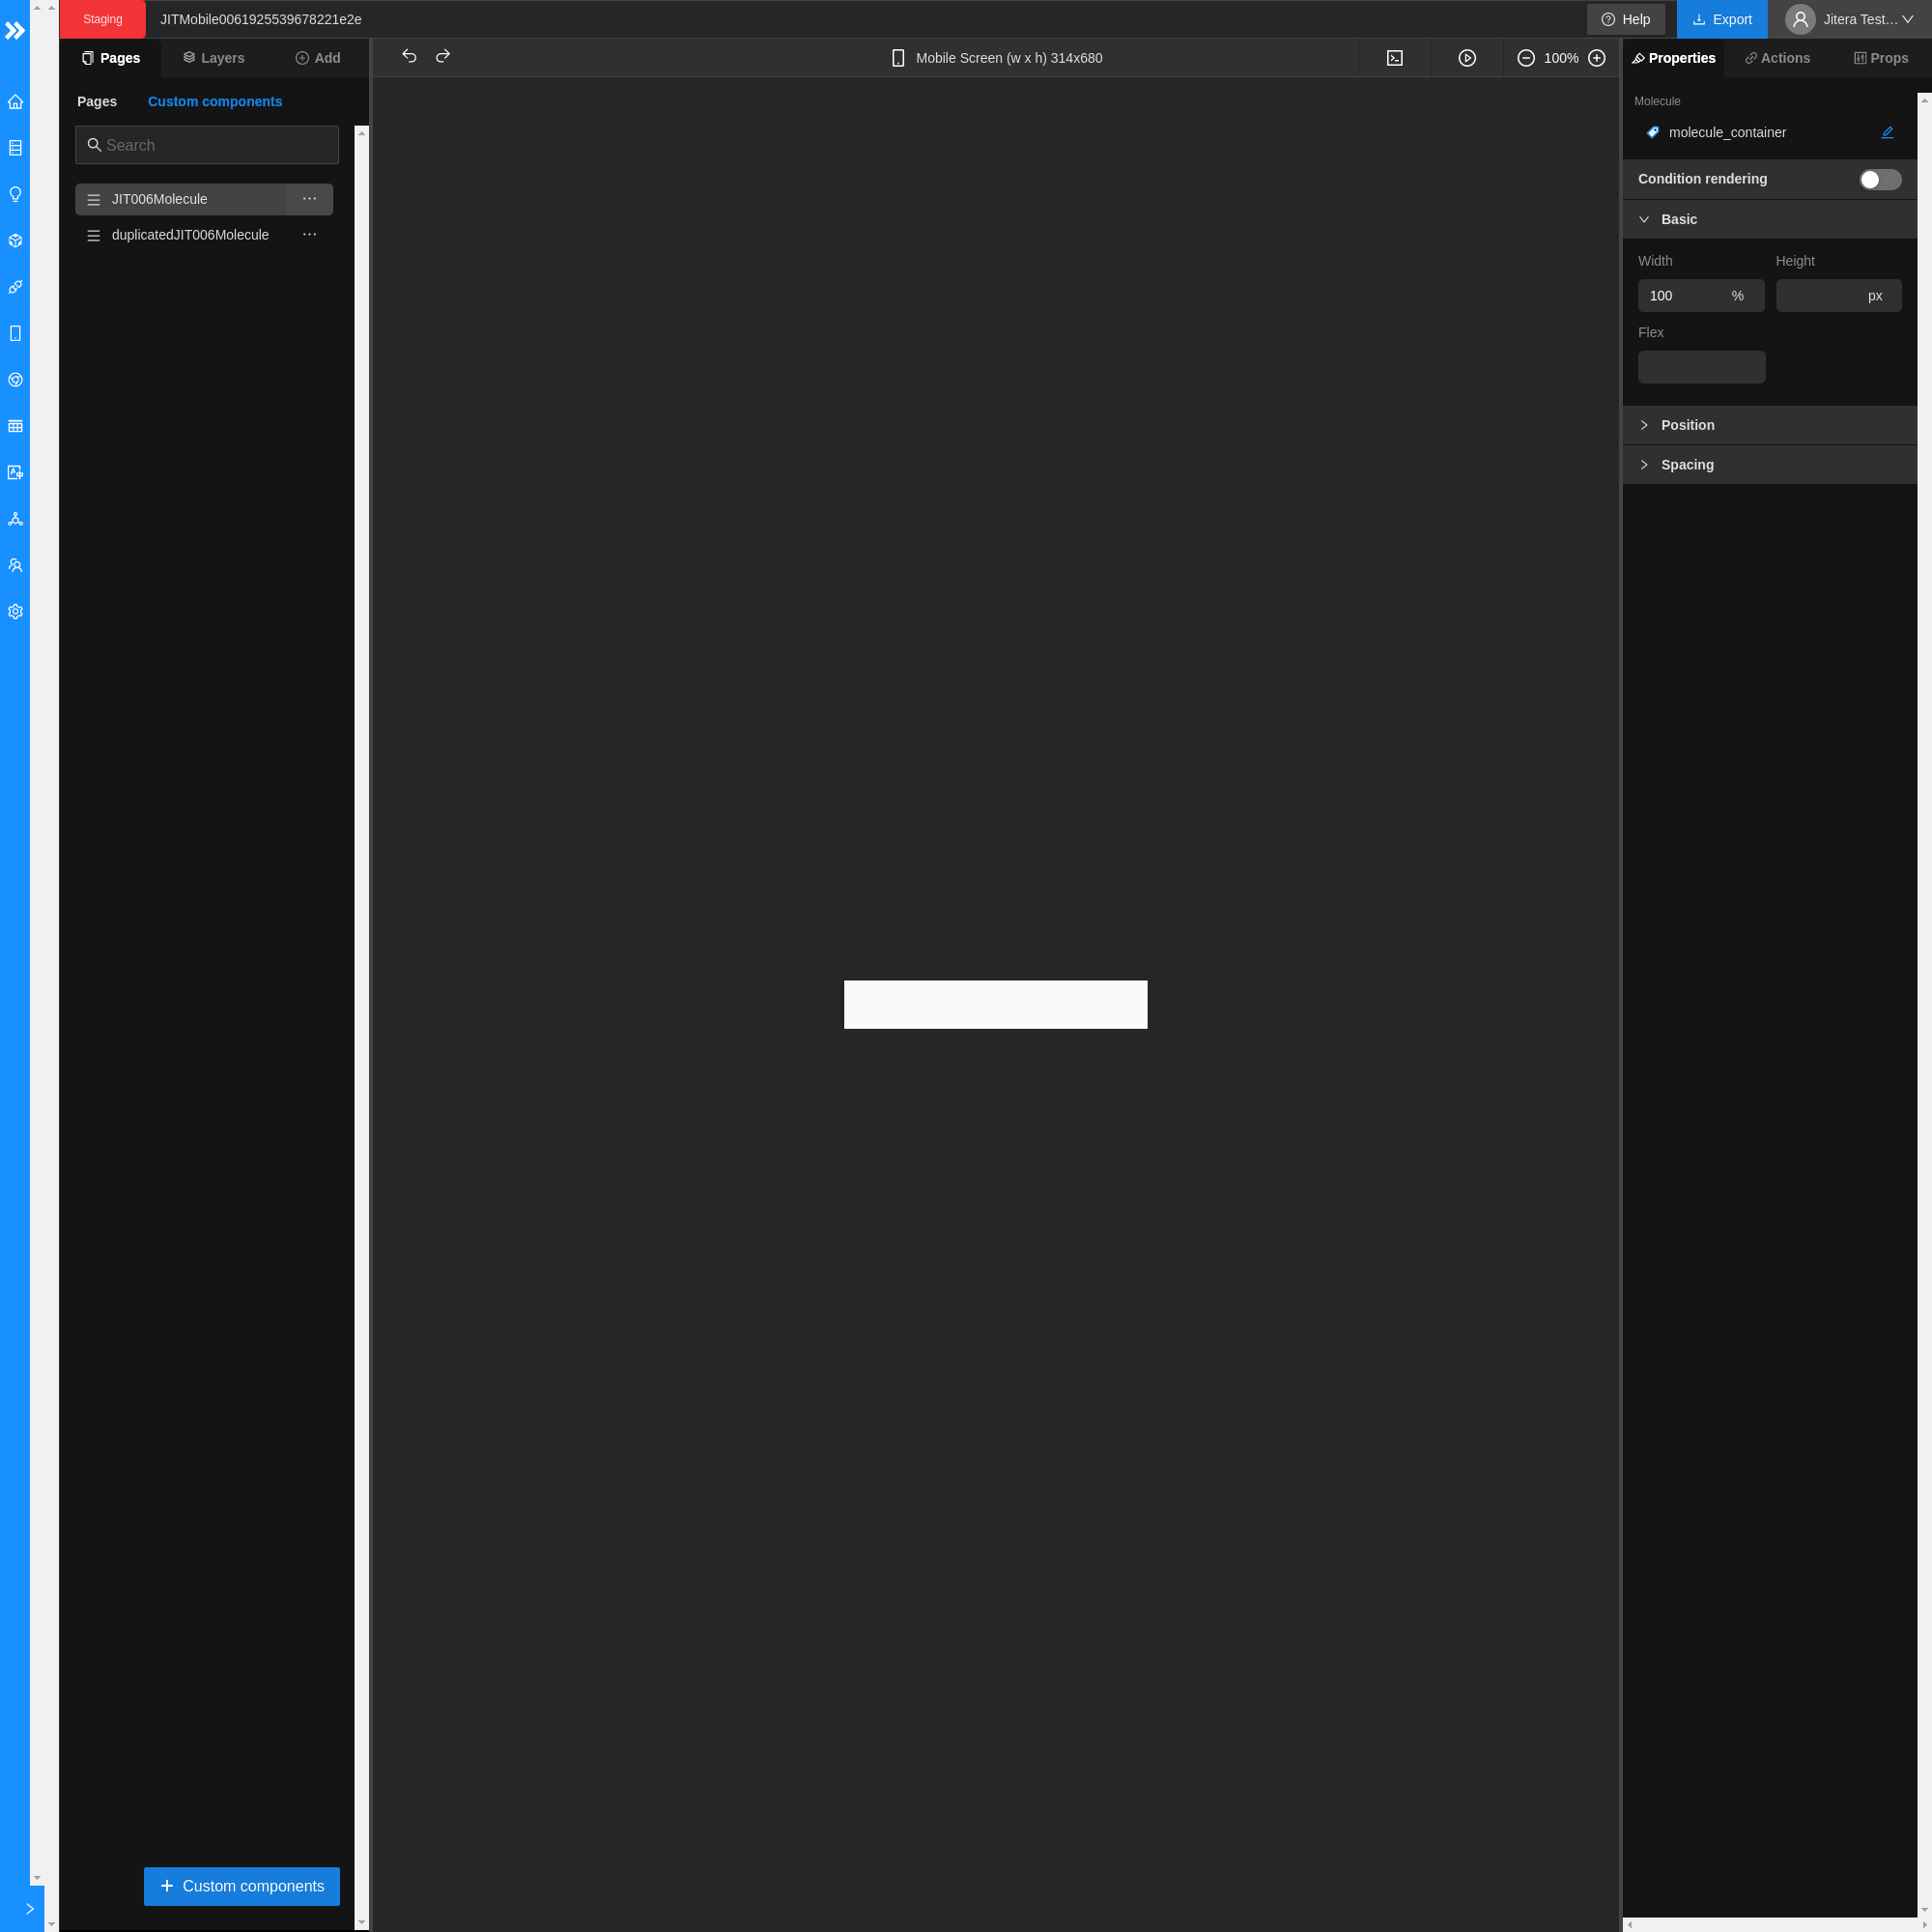 Staging
JITMobile0061925539678221e2e
Help
Export
Jitera Test…
Pages
Layers
Add
Mobile Screen (w x h) 314x680
100%
Properties
Actions
Props
Pages
Custom components
Search
JIT006Molecule
duplicatedJIT006Molecule
Custom components
Molecule
molecule_container
Condition rendering
Basic
Width
Height
100 %
px
Flex
Position
Spacing